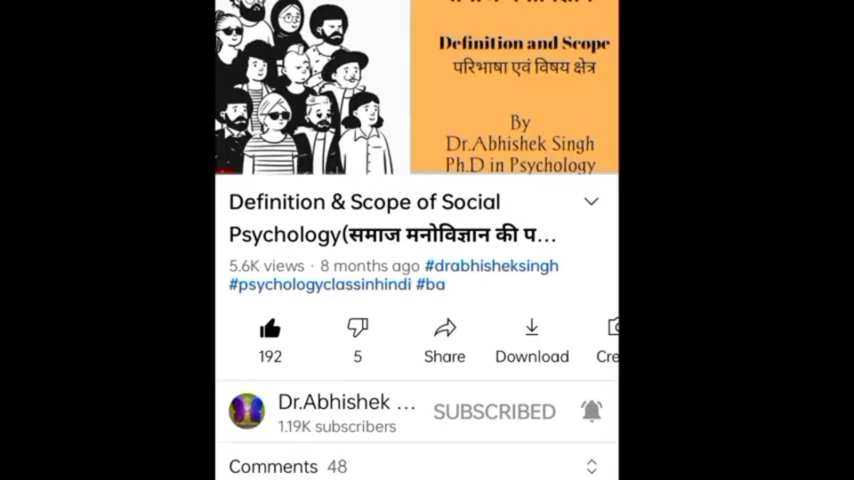 Definition and Scope
परिभाषा एवं विषय क्षेत्र
By
Dr.Abhishek Singh
Ph.D in Psychology
Definition & Scope of Social
Psychology(समाज मनोविज्ञान की प...
5.6K views · 8 months ago #drabhisheksingh
#psychologyclassinhindi #ba
192
5
Share
Download
Cre
Dr.Abhishek ...
SUBSCRIBED
1.19K subscribers
Comments 48